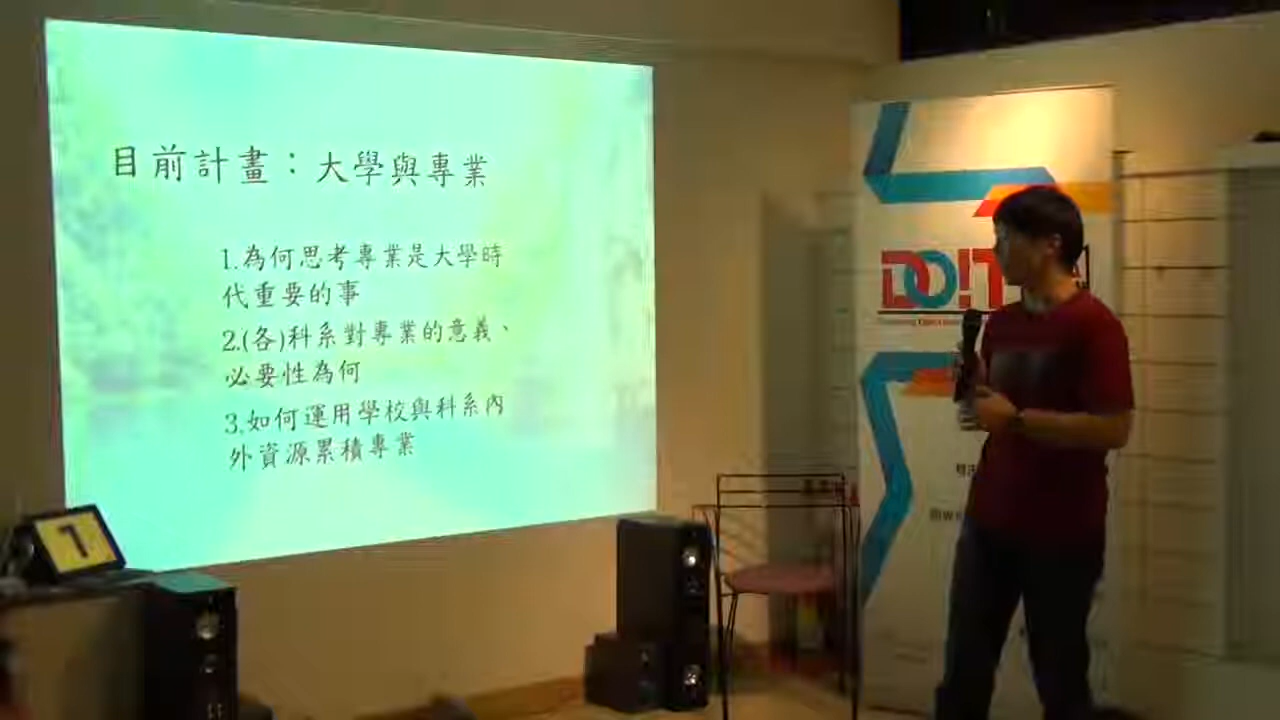 目前計畫：大學與專業
1.為何思考專業是大學時
代重要的事
2.(各)科系對專業的意義、
必要性為何
3.如何運用學校與科系內
外資源累積專業
7
DO!T